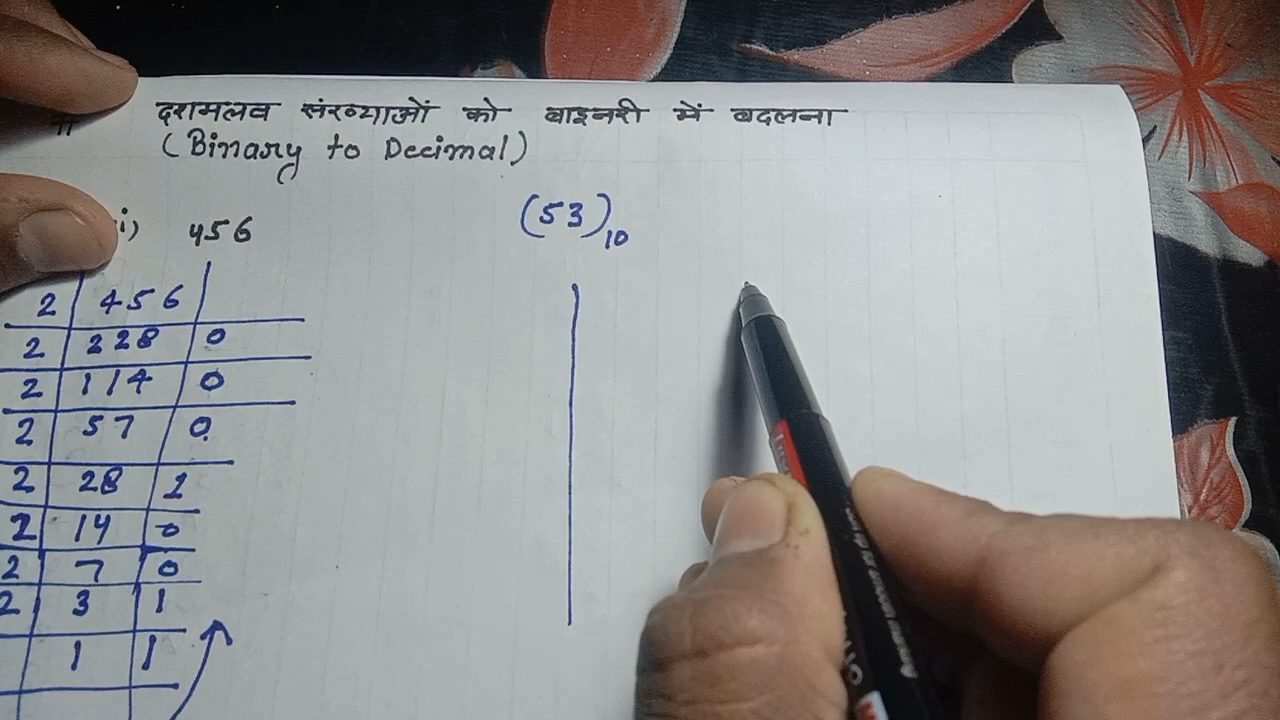 दशमलव संख्याओं को बाइनरी में बदलना
(Binary to Decimal)
i) 456
(53)10
2 456
2 228 0
2 114 0
2 57 0
2 28 1
2 14 0
2 7 0
2 3 1
1 1